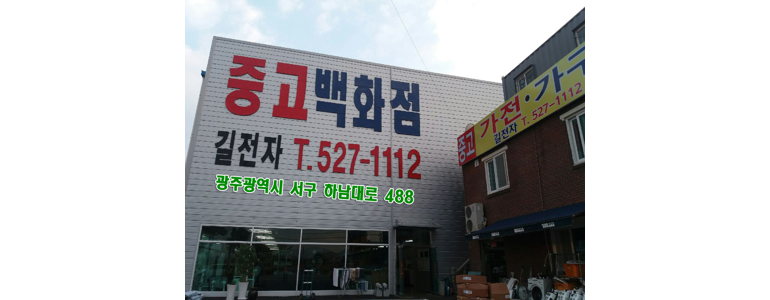 중고백화점
길전자 T.527-1112
광주광역시 서구 하남대로 488
중고 가전·가구
길전자 T. 527-1112